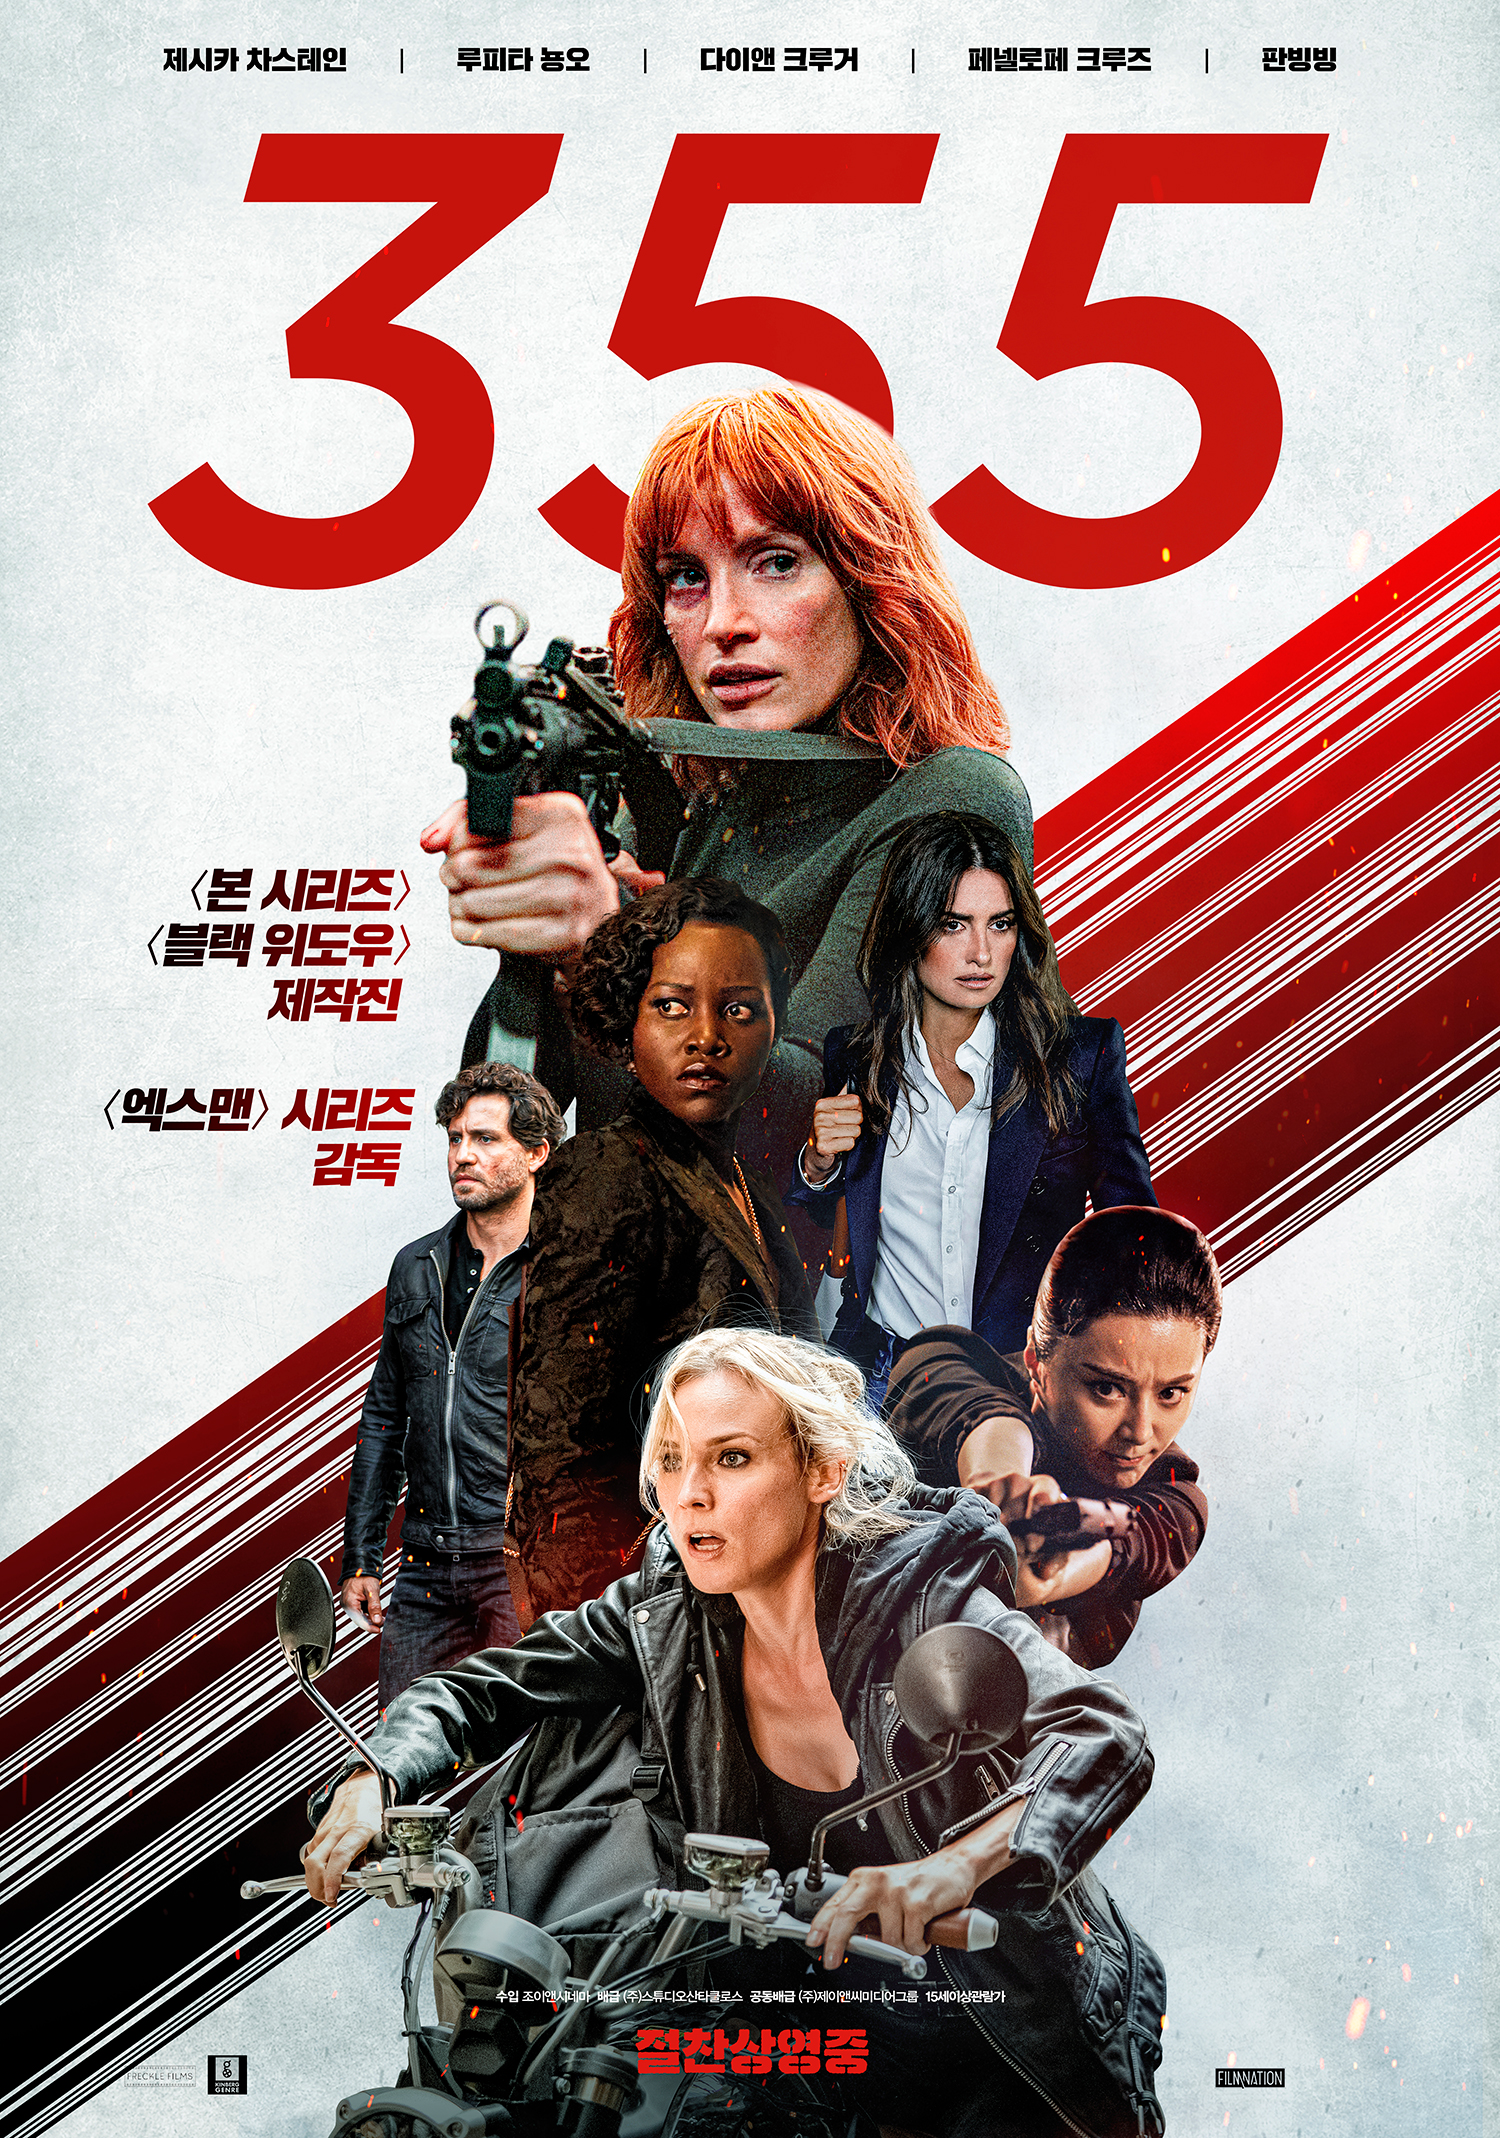 제시카 차스테인 | 루피타 뇽오 | 다이앤 크루거 | 페넬로페 크루즈 | 판빙빙
355
〈본 시리즈〉
〈블랙 위도우〉
제작진
〈엑스맨〉 시리즈
감독
수입 조이앤시네마 배급 (주)스튜디오산타클로스 공동배급 (주)제이앤씨미디어그룹 15세이상관람가
절찬상영중
FRECKLE FILMS
KINBERG
GENRE
FILMNATION